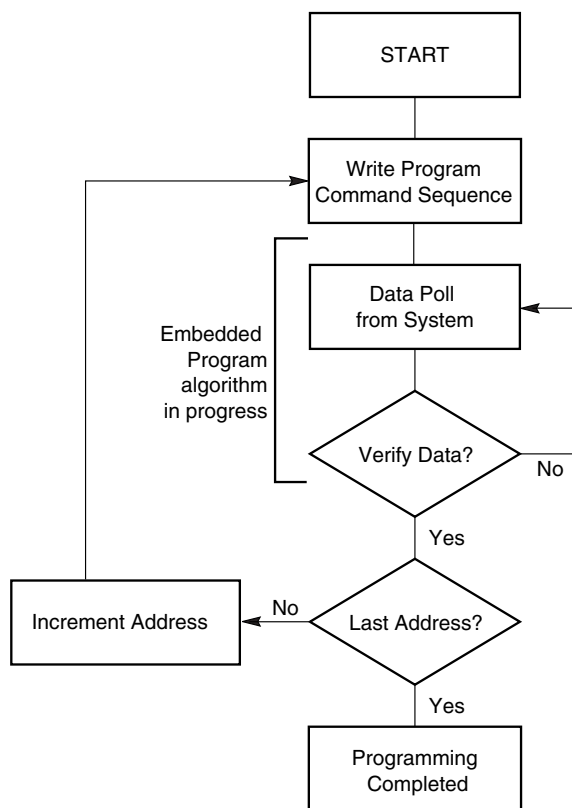 START
Write Program
Command Sequence
Data Poll
from System
Embedded
Program
algorithm
in progress
Verify Data?
No
Yes
Increment Address
No
Last Address?
Yes
Programming
Completed